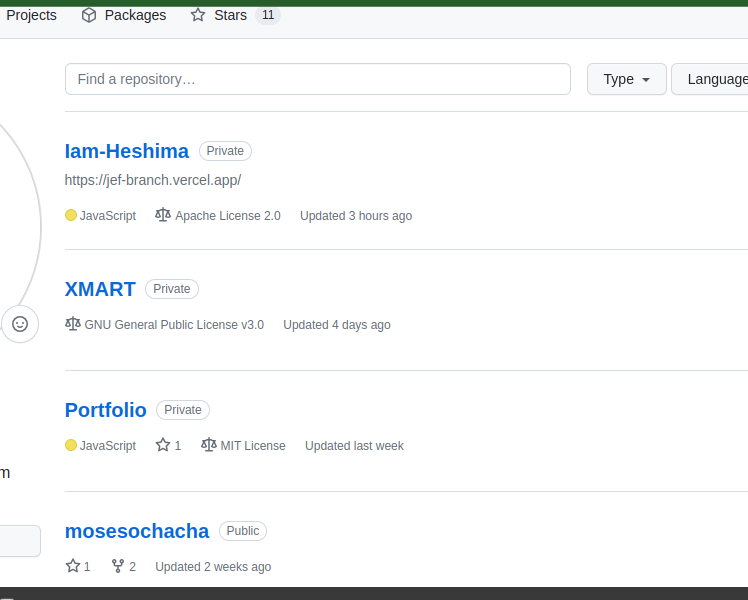 Projects Packages Stars 11
Find a repository… Type Language
Iam-Heshima Private
https://jef-branch.vercel.app/
JavaScript Apache License 2.0 Updated 3 hours ago
XMART Private
GNU General Public License v3.0 Updated 4 days ago
Portfolio Private
JavaScript 1 MIT License Updated last week
m
mosesochacha Public
1 2 Updated 2 weeks ago